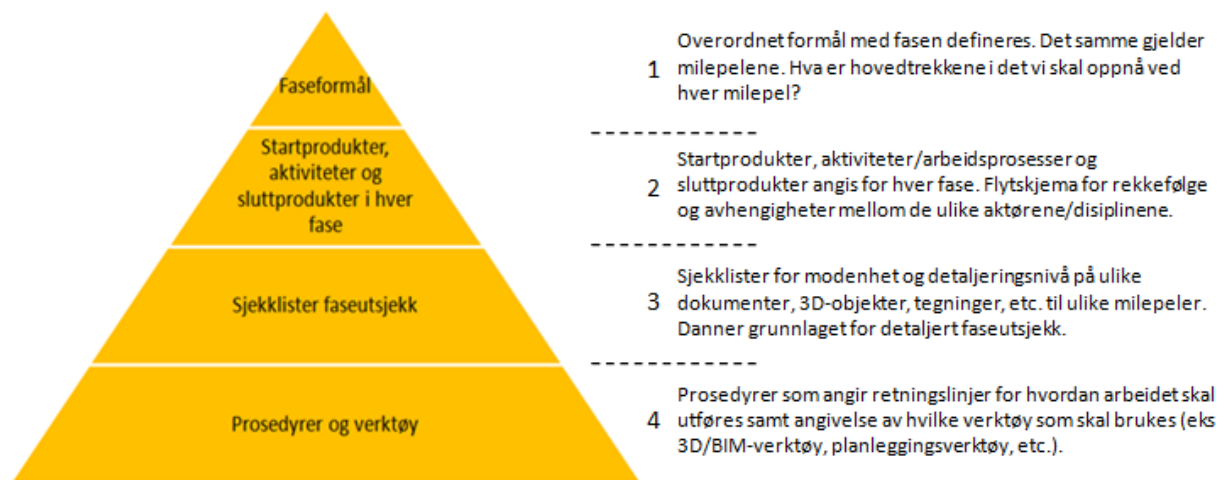 Faseformål
Startprodukter,
aktiviteter og
sluttprodukter i hver
fase
Sjekklister faseutsjekk
Prosedyrer og verktøy
Overordnet formål med fasen defineres. Det samme gjelder
1 milepelene. Hva er hovedtrekkene i det vi skal oppnå ved
hver milepel?
Startprodukter, aktiviteter/arbeidsprosesser og
2 sluttprodukter angis for hver fase. Flytskjema for rekkefølge
og avhengigheter mellom de ulike aktørene/disiplinene.
Sjekklister for modenhet og detaljeringsnivå på ulike
3 dokumenter, 3D-objekter, tegninger, etc. til ulike milepeler.
Danner grunnlaget for detaljert faseutsjekk.
Prosedyrer som angir retningslinjer for hvordan arbeidet skal
4 utføres samt angivelse av hvilke verktøy som skal brukes (eks
3D/BIM-verktøy, planleggingsverktøy, etc.).